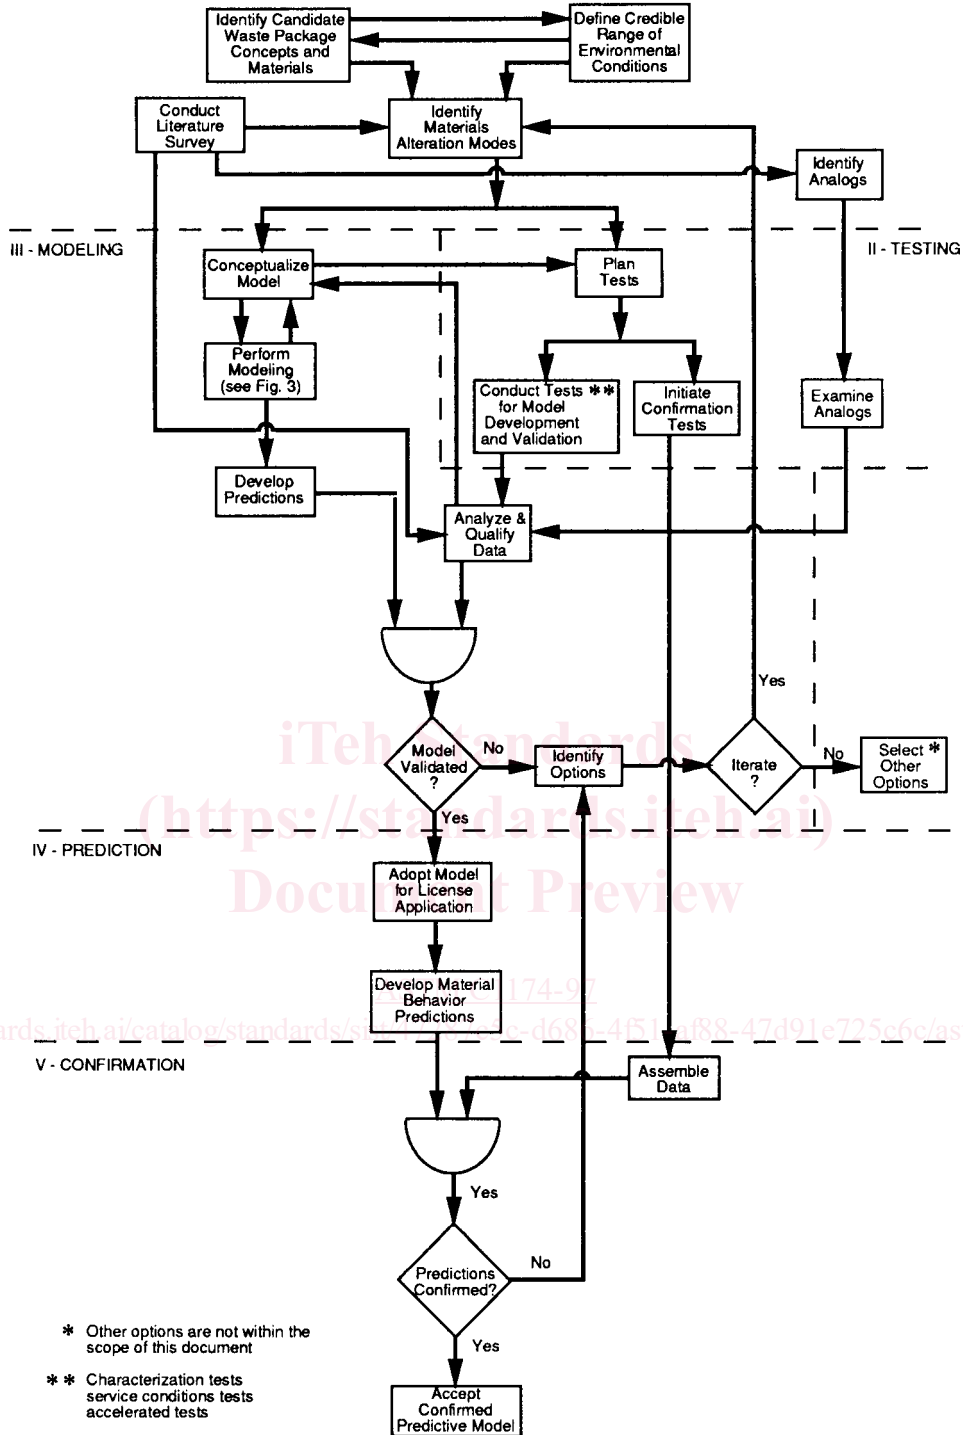 Identify Candidate
Waste Package
Concepts and
Materials
Define Credible
Range of
Environmental
Conditions
Conduct
Literature
Survey
Identify
Materials
Alteration Modes
Identify
Analogs
III - MODELING
II - TESTING
Conceptualize
Model
Plan
Tests
Perform
Modeling
(see Fig. 3)
Conduct Tests **
for Model
Development
and Validation
Initiate
Confirmation
Tests
Examine
Analogs
Develop
Predictions
Analyze &
Qualify
Data
Yes
iTeh Standards
Model
Validated
?
No
Identify
Options
Iterate
?
No
Select *
Other
Options
(https://standards.iteh.ai)
Yes
IV - PREDICTION
Document Preview
Adopt Model
for License
Application
Develop Material
Behavior
Predictions
174-97
V - CONFIRMATION
Assemble
Data
Yes
Predictions
Confirmed?
No
Yes
* Other options are not within the
scope of this document
** Characterization tests
service conditions tests
accelerated tests
Accept
Confirmed
Predictive Model